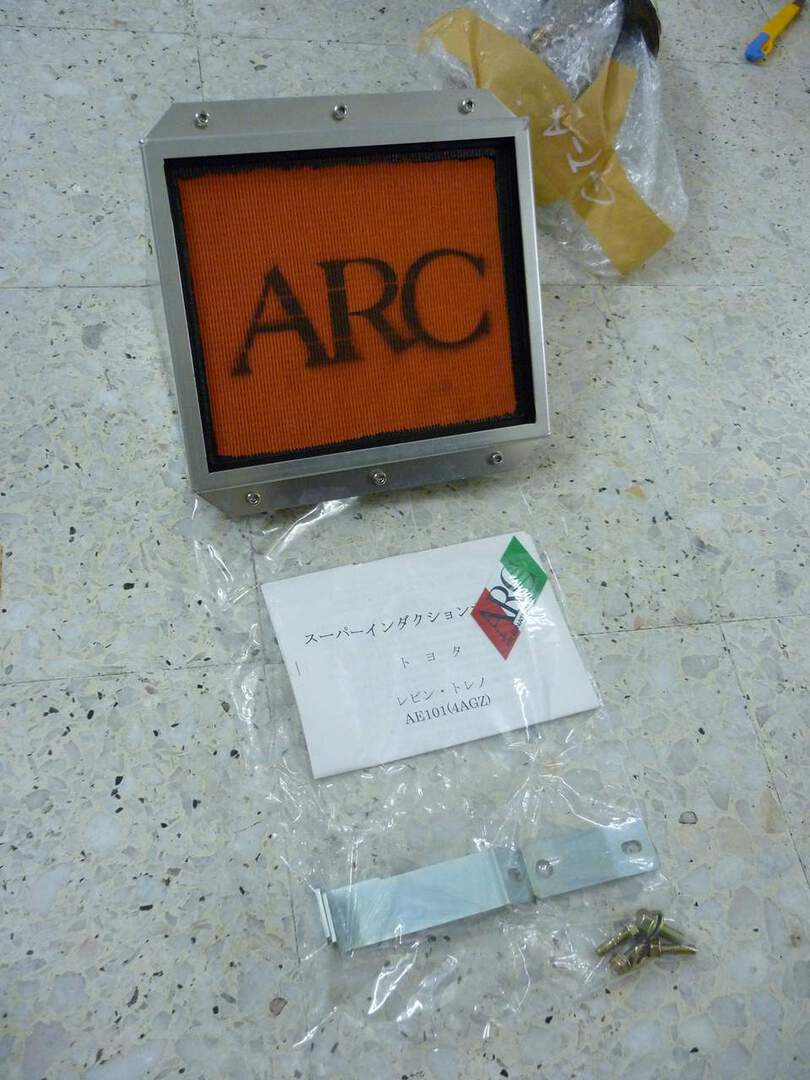 ARC
ARC
スーパーインダクション
トヨタ
レビン・トレノ
AE101(4AGZ)